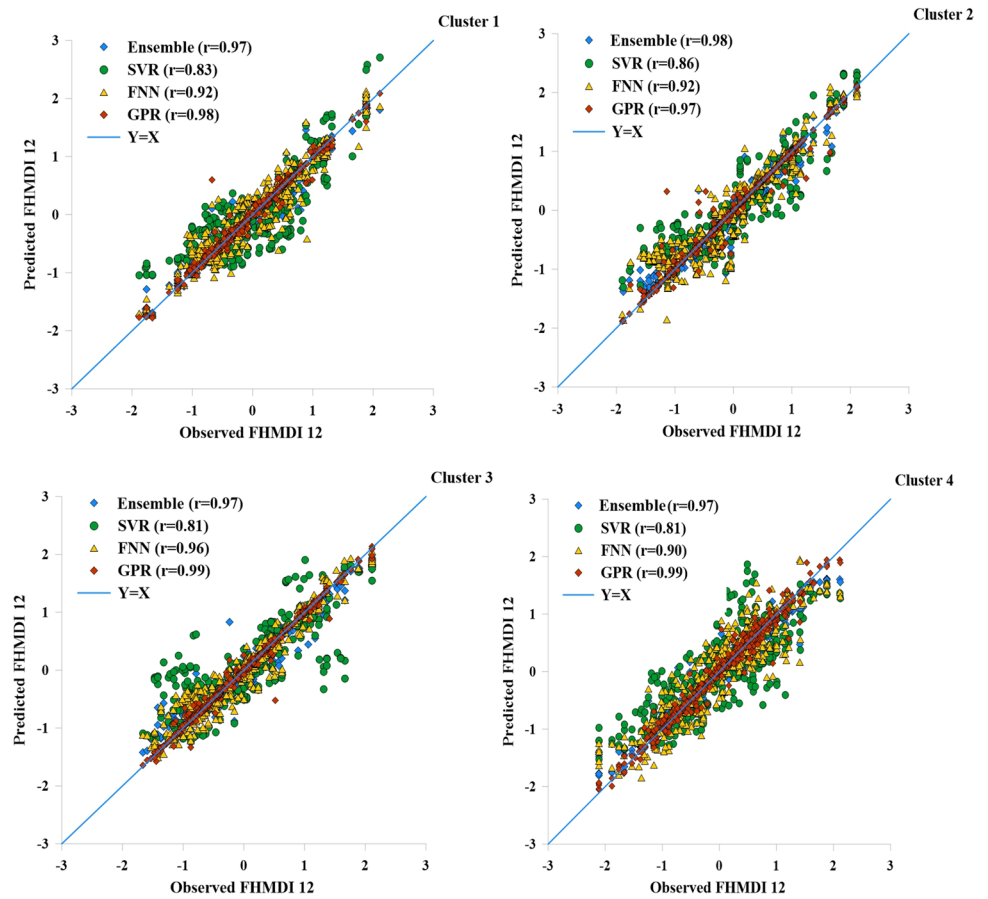 Cluster 1
Ensemble (r=0.97)
SVR (r=0.83)
FNN (r=0.92)
GPR (r=0.98)
Y=X
3
2
1
0
-1
-2
-3
-3 -2 -1 0 1 2 3
Predicted FHMDI 12
Observed FHMDI 12
Cluster 2
Ensemble (r=0.98)
SVR (r=0.86)
FNN (r=0.92)
GPR (r=0.97)
Y=X
3
2
1
0
-1
-2
-3
-3 -2 -1 0 1 2 3
Predicted FHMDI 12
Observed FHMDI 12
Cluster 3
Ensemble (r=0.97)
SVR (r=0.81)
FNN (r=0.96)
GPR (r=0.99)
Y=X
3
2
1
0
-1
-2
-3
-3 -2 -1 0 1 2 3
Predicted FHMDI 12
Observed FHMDI 12
Cluster 4
Ensemble(r=0.97)
SVR (r=0.81)
FNN (r=0.90)
GPR (r=0.99)
Y=X
3
2
1
0
-1
-2
-3
-3 -2 -1 0 1 2 3
Predicted FHMDI 12
Observed FHMDI 12